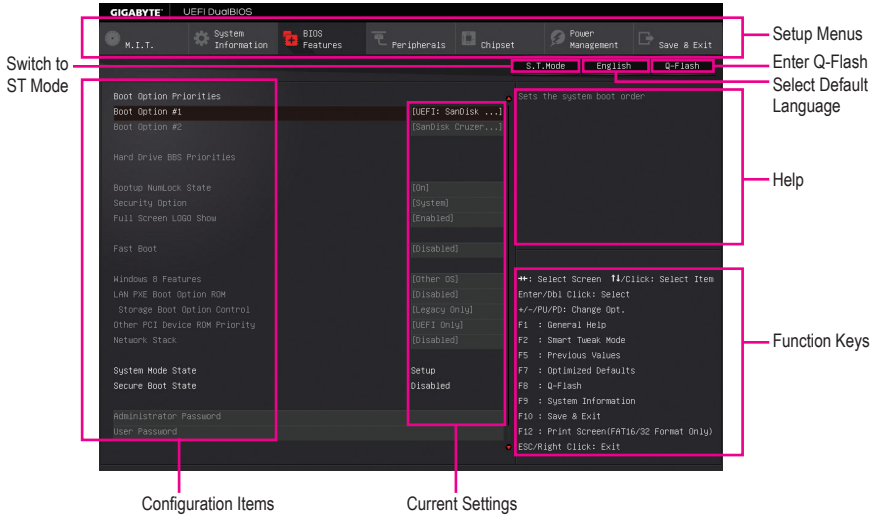 GIGABYTE™ UEFI DualBIOS
M.I.T.
System Information
BIOS Features
Peripherals
Chipset
Power Management
Save & Exit
Setup Menus
Switch to ST Mode
S.T.Mode English Q-Flash
Enter Q-Flash
Select Default Language
Boot Option Priorities
Boot Option #1 [UEFI: SanDisk ...]
Boot Option #2 [SanDisk Cruzer...]
Hard Drive BBS Priorities
Bootup NumLock State [On]
Security Option [System]
Full Screen LOGO Show [Enabled]
Fast Boot [Disabled]
Windows 8 Features [Other OS]
LAN PXE Boot Option ROM [Disabled]
Storage Boot Option Control [Legacy Only]
Other PCI Device ROM Priority [UEFI Only]
Network Stack [Disabled]
System Mode State Setup
Secure Boot State Disabled
Administrator Password
User Password
Sets the system boot order
Help
→←: Select Screen ↑↓/Click: Select Item
Enter/Dbl Click: Select
+/-/PU/PD: Change Opt.
F1 : General Help
F2 : Smart Tweak Mode
F5 : Previous Values
F7 : Optimized Defaults
F8 : Q-Flash
F9 : System Information
F10 : Save & Exit
F12 : Print Screen(FAT16/32 Format Only)
ESC/Right Click: Exit
Function Keys
Configuration Items
Current Settings